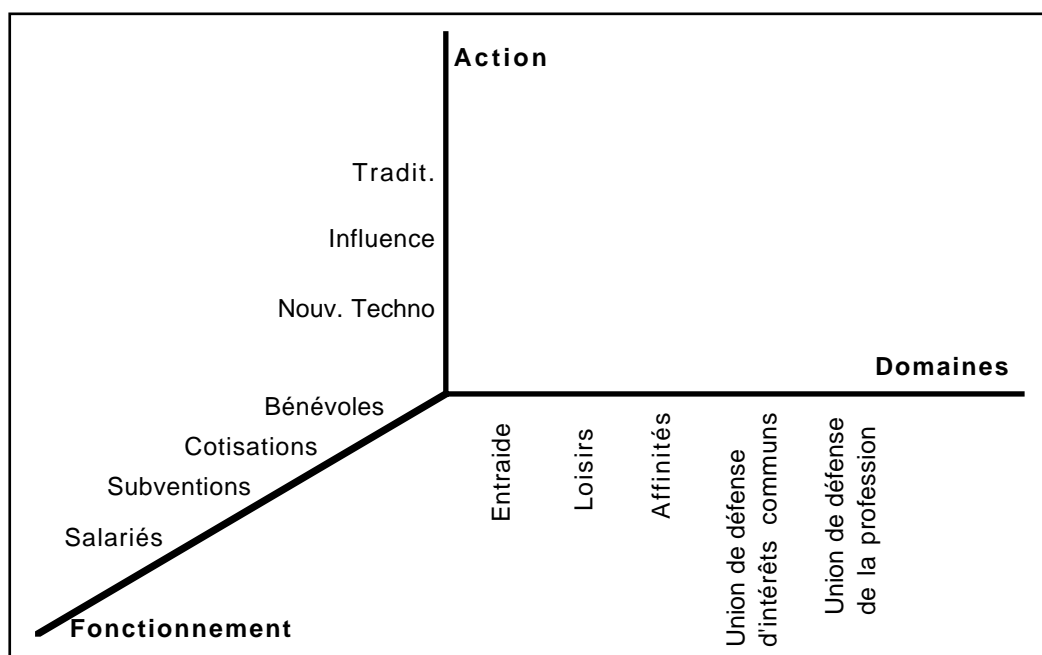 Action
Tradit.
Influence
Nouv. Techno
Domaines
Bénévoles
Cotisations
Subventions
Salariés
Fonctionnement
Entraide
Loisirs
Affinités
Union de défense
d'intérêts communs
Union de défense
de la profession